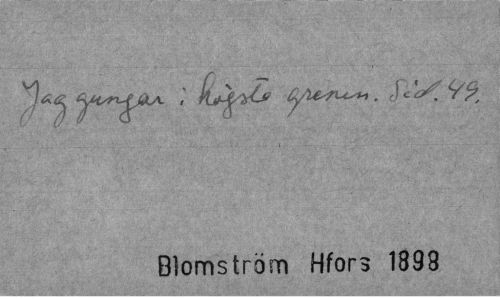 Jag gungar i högsta grenen. Sid. 49.
Blomström Hfors 1898